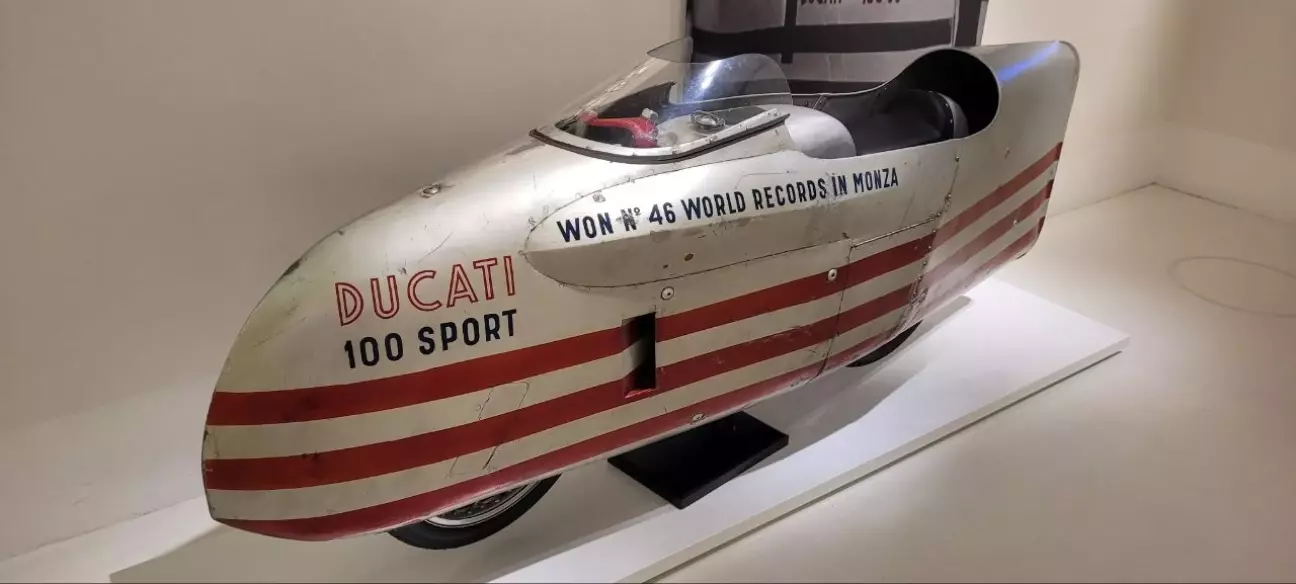 WON Nº 46 WORLD RECORDS IN MONZA
DUCATI
100 SPORT